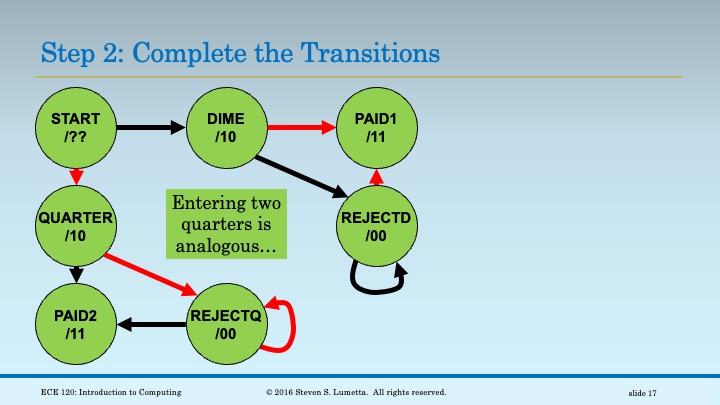 Step 2: Complete the Transitions
START
/??
DIME
/10
PAID1
/11
QUARTER
/10
Entering two
quarters is
analogous…
REJECTD
/00
PAID2
/11
REJECTQ
/00
ECE 120: Introduction to Computing
© 2016 Steven S. Lumetta. All rights reserved.
slide 17